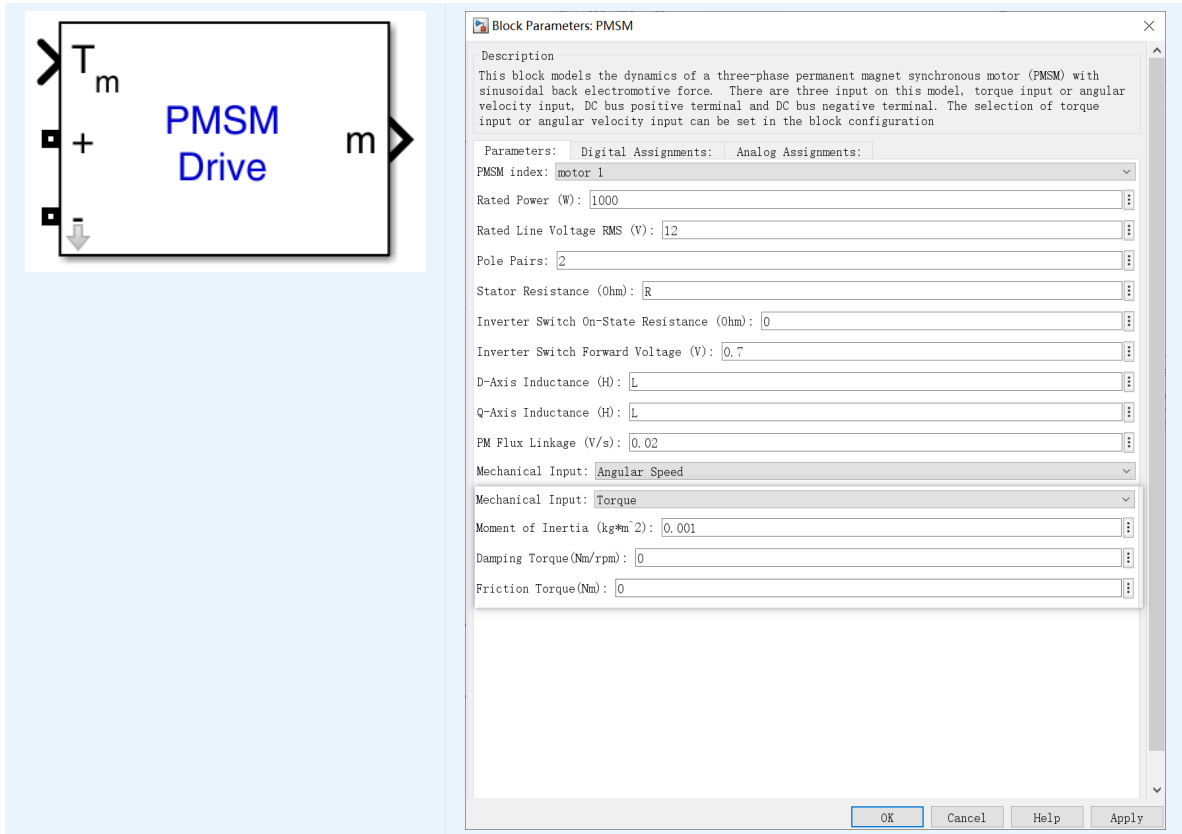 Tm
+
-
PMSM
Drive
m
Block Parameters: PMSM
Description
This block models the dynamics of a three-phase permanent magnet synchronous motor (PMSM) with
sinusoidal back electromotive force. There are three input on this model, torque input or angular
velocity input, DC bus positive terminal and DC bus negative terminal. The selection of torque
input or angular velocity input can be set in the block configuration
Parameters: Digital Assignments: Analog Assignments:
PMSM index: motor 1
Rated Power (W): 1000
Rated Line Voltage RMS (V): 12
Pole Pairs: 2
Stator Resistance (Ohm): R
Inverter Switch On-State Resistance (Ohm): 0
Inverter Switch Forward Voltage (V): 0.7
D-Axis Inductance (H): L
Q-Axis Inductance (H): L
PM Flux Linkage (V/s): 0.02
Mechanical Input: Angular Speed
Mechanical Input: Torque
Moment of Inertia (kg*m^2): 0.001
Damping Torque(Nm/rpm): 0
Friction Torque(Nm): 0
OK Cancel Help Apply